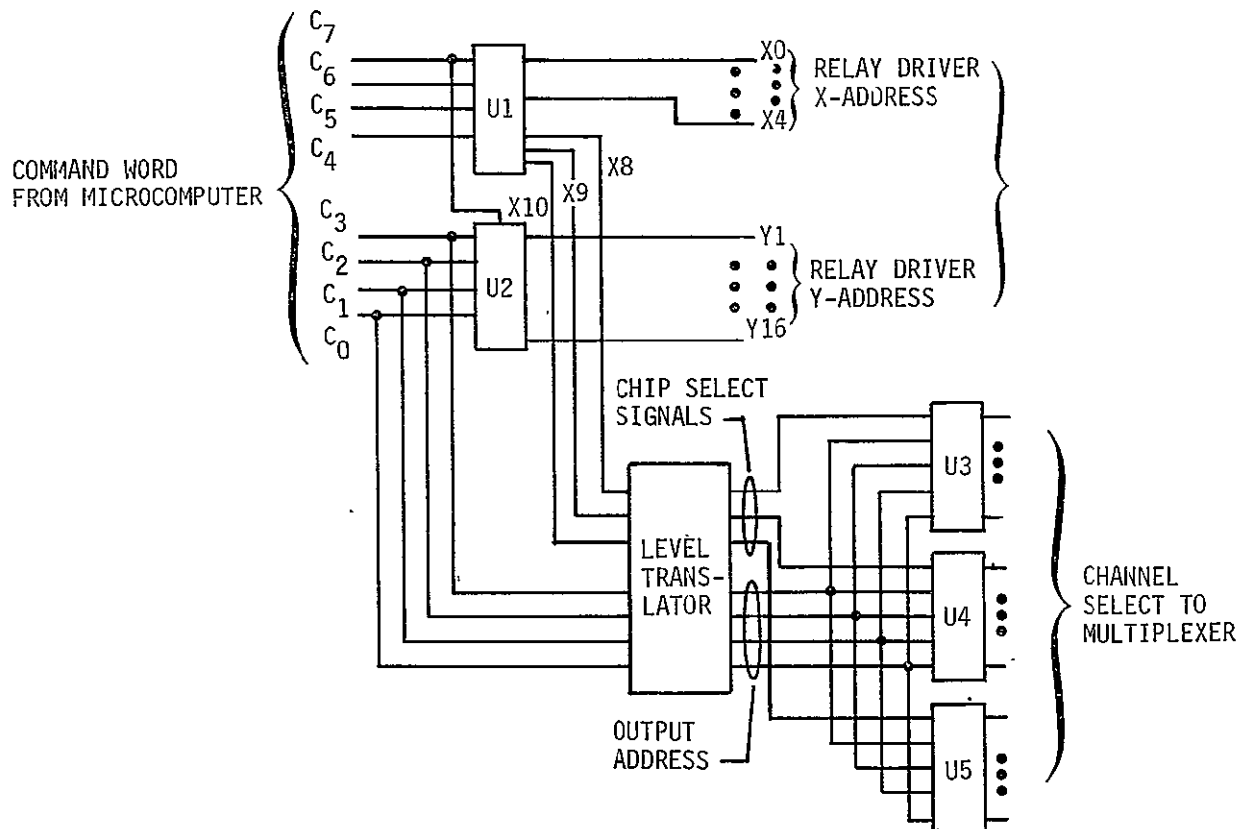 C7
C6
C5
C4
COMMAND WORD
FROM MICROCOMPUTER
C3
C2
C1
C0
U1
U2
X8
X9
X10
X0
X4
RELAY DRIVER
X-ADDRESS
Y1
Y16
RELAY DRIVER
Y-ADDRESS
CHIP SELECT
SIGNALS
LEVEL
TRANS-
LATOR
OUTPUT
ADDRESS
U3
U4
U5
CHANNEL
SELECT TO
MULTIPLEXER